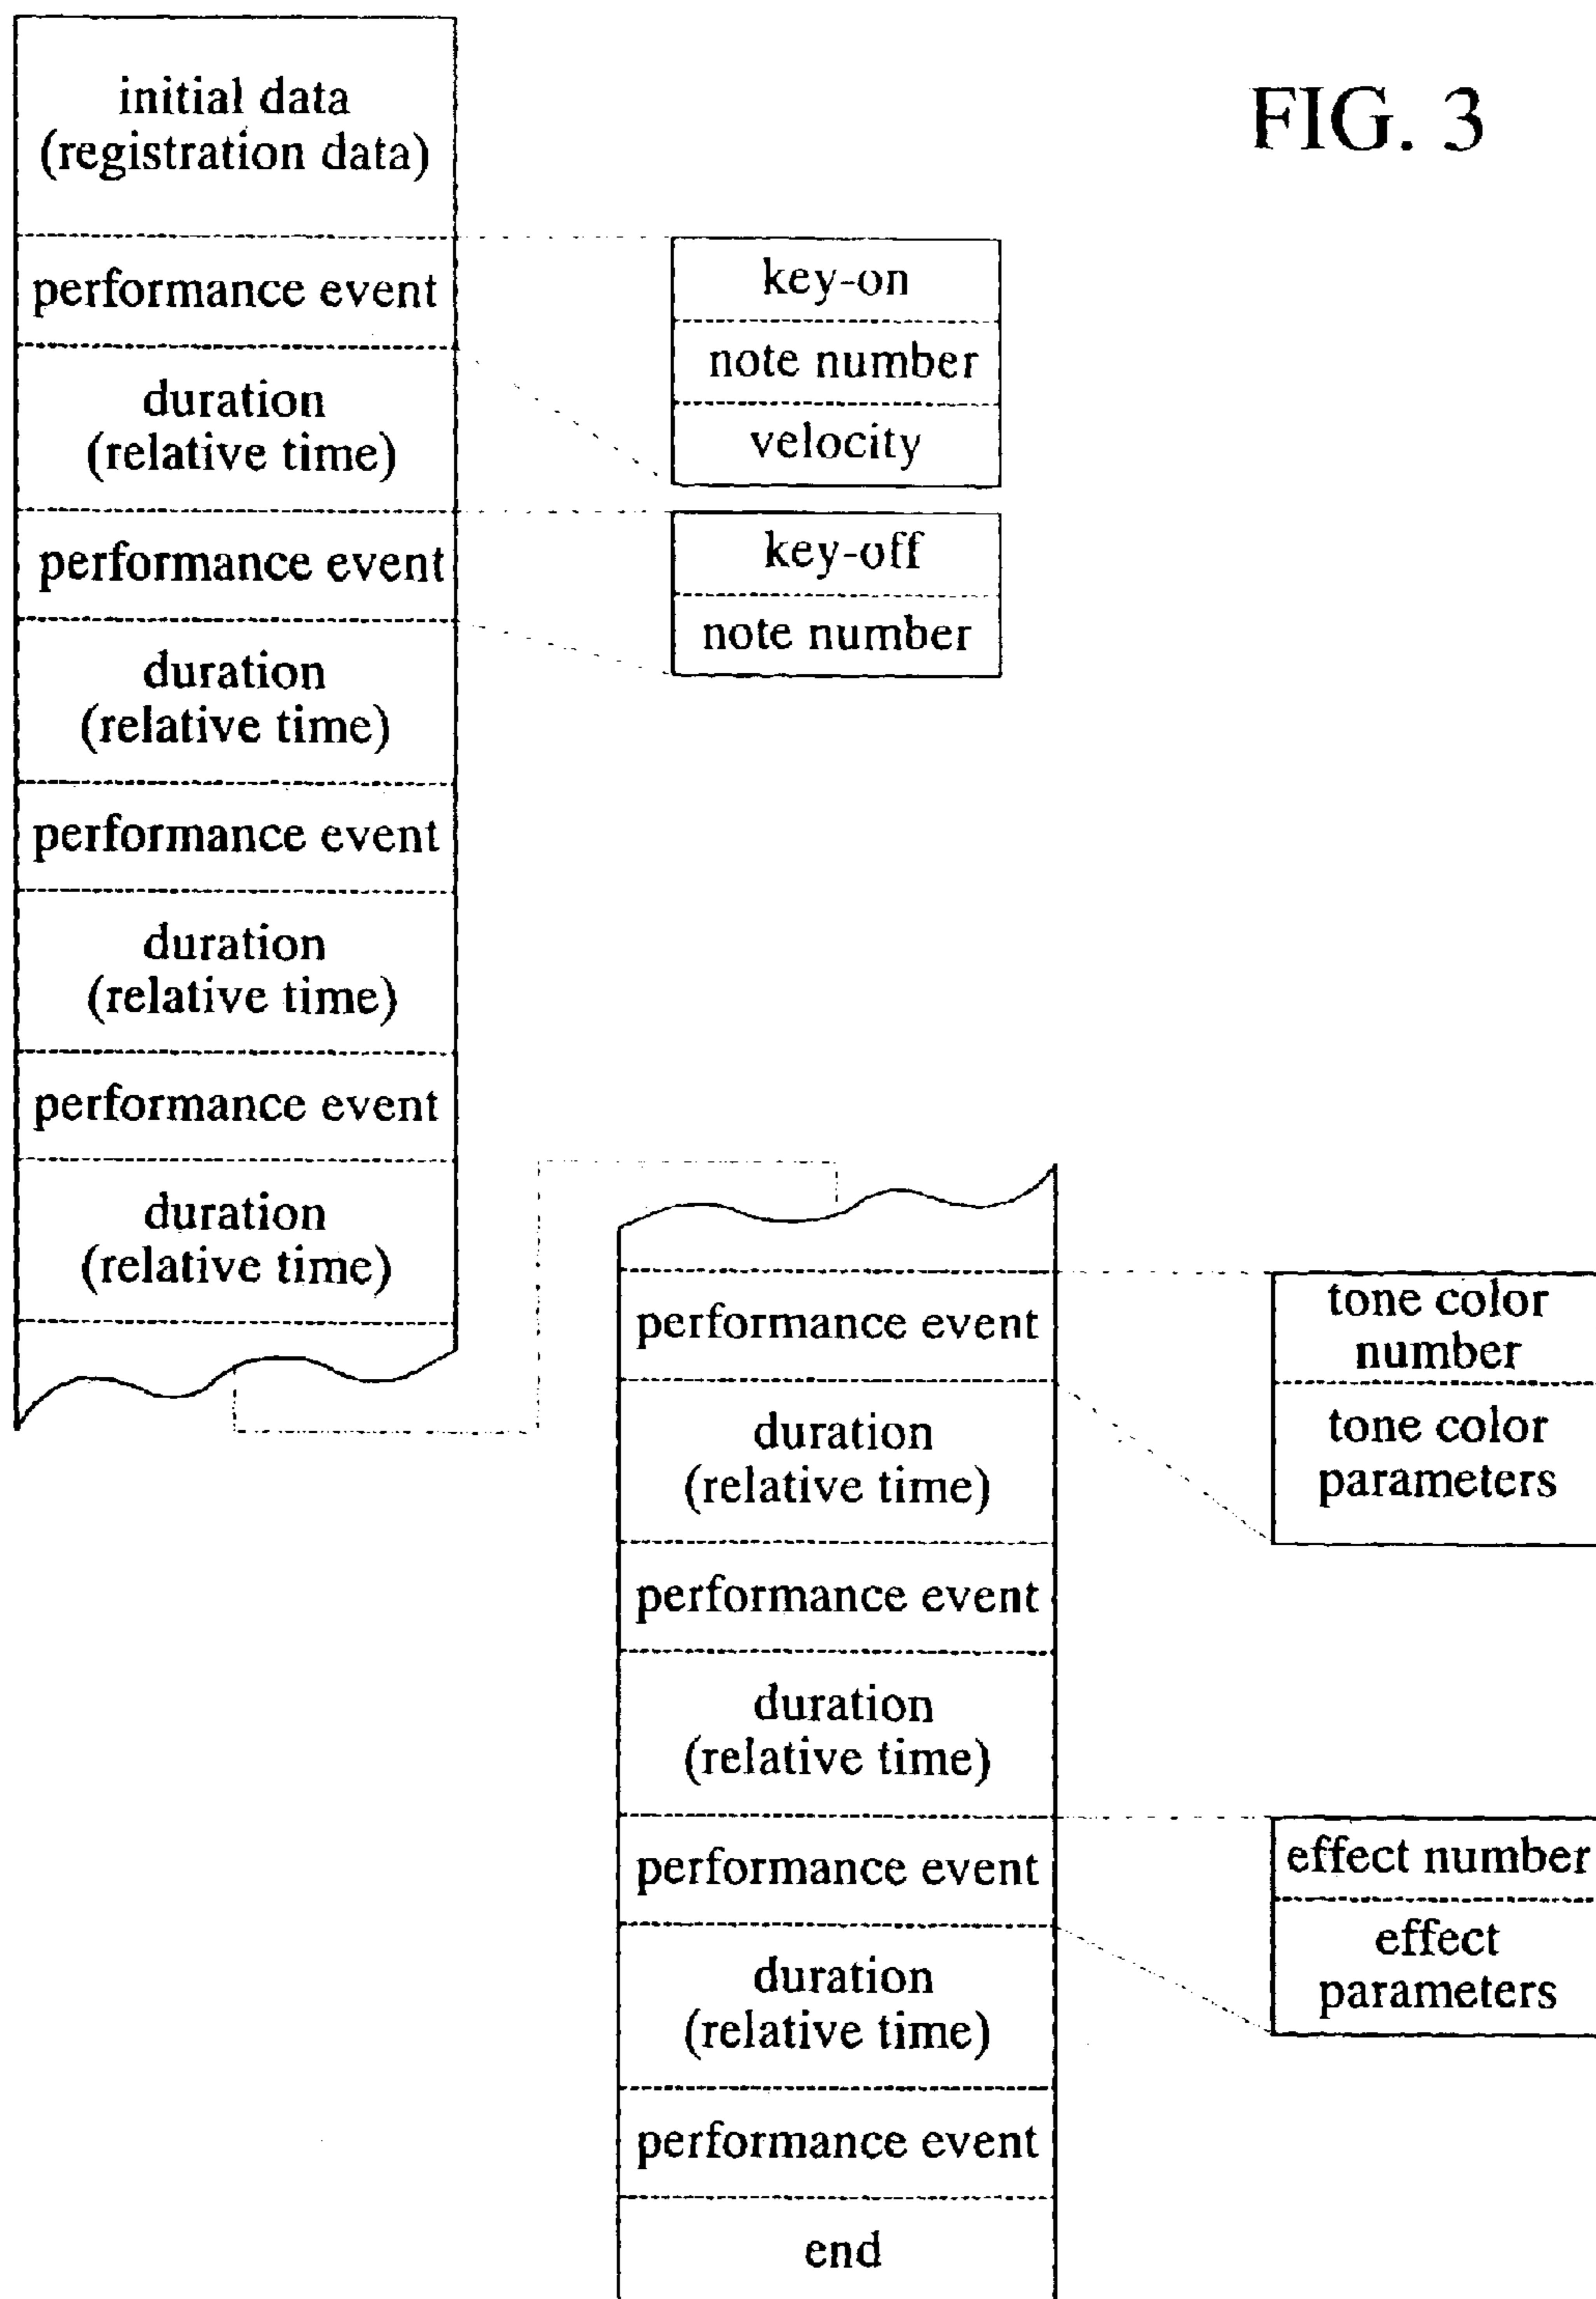 FIG. 3
initial data
(registration data)
performance event
duration
(relative time)
performance event
duration
(relative time)
performance event
duration
(relative time)
performance event
duration
(relative time)
key-on
note number
velocity
key-off
note number
performance event
duration
(relative time)
performance event
duration
(relative time)
performance event
duration
(relative time)
performance event
end
tone color
number
tone color
parameters
effect number
effect
parameters